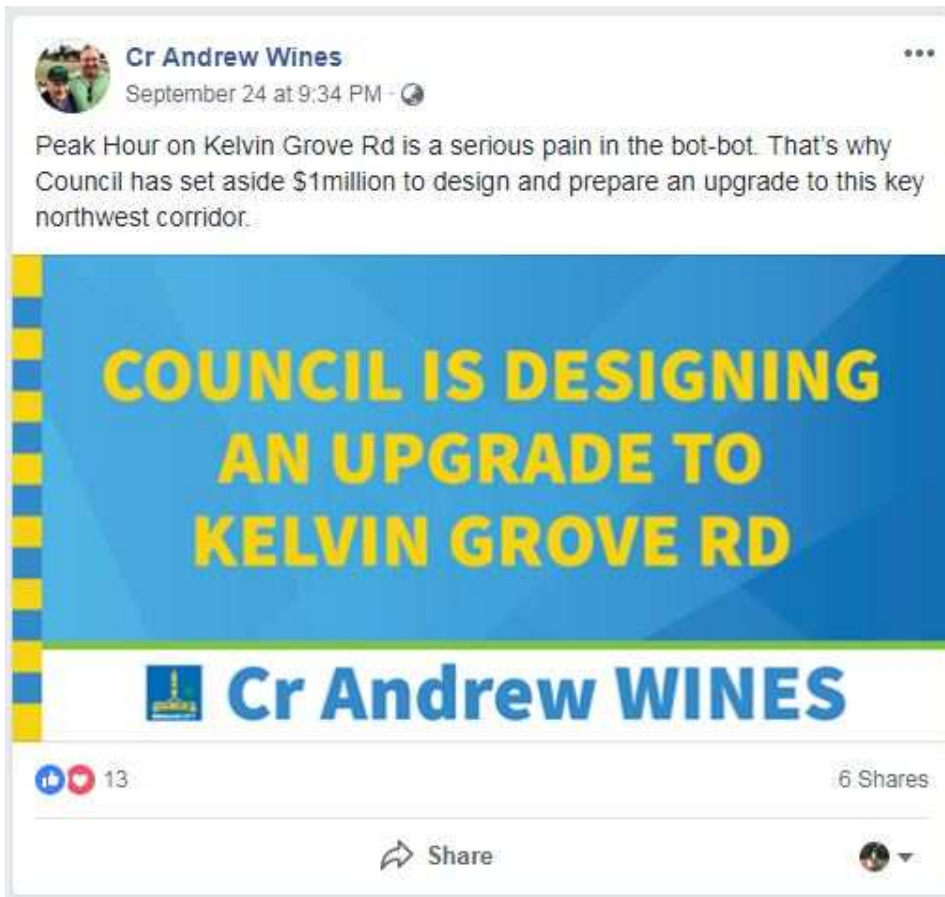 Cr Andrew Wines
September 24 at 9:34 PM ·
Peak Hour on Kelvin Grove Rd is a serious pain in the bot-bot. That's why
Council has set aside $1million to design and prepare an upgrade to this key
northwest corridor.
COUNCIL IS DESIGNING
AN UPGRADE TO
KELVIN GROVE RD
Cr Andrew WINES
13
6 Shares
Share